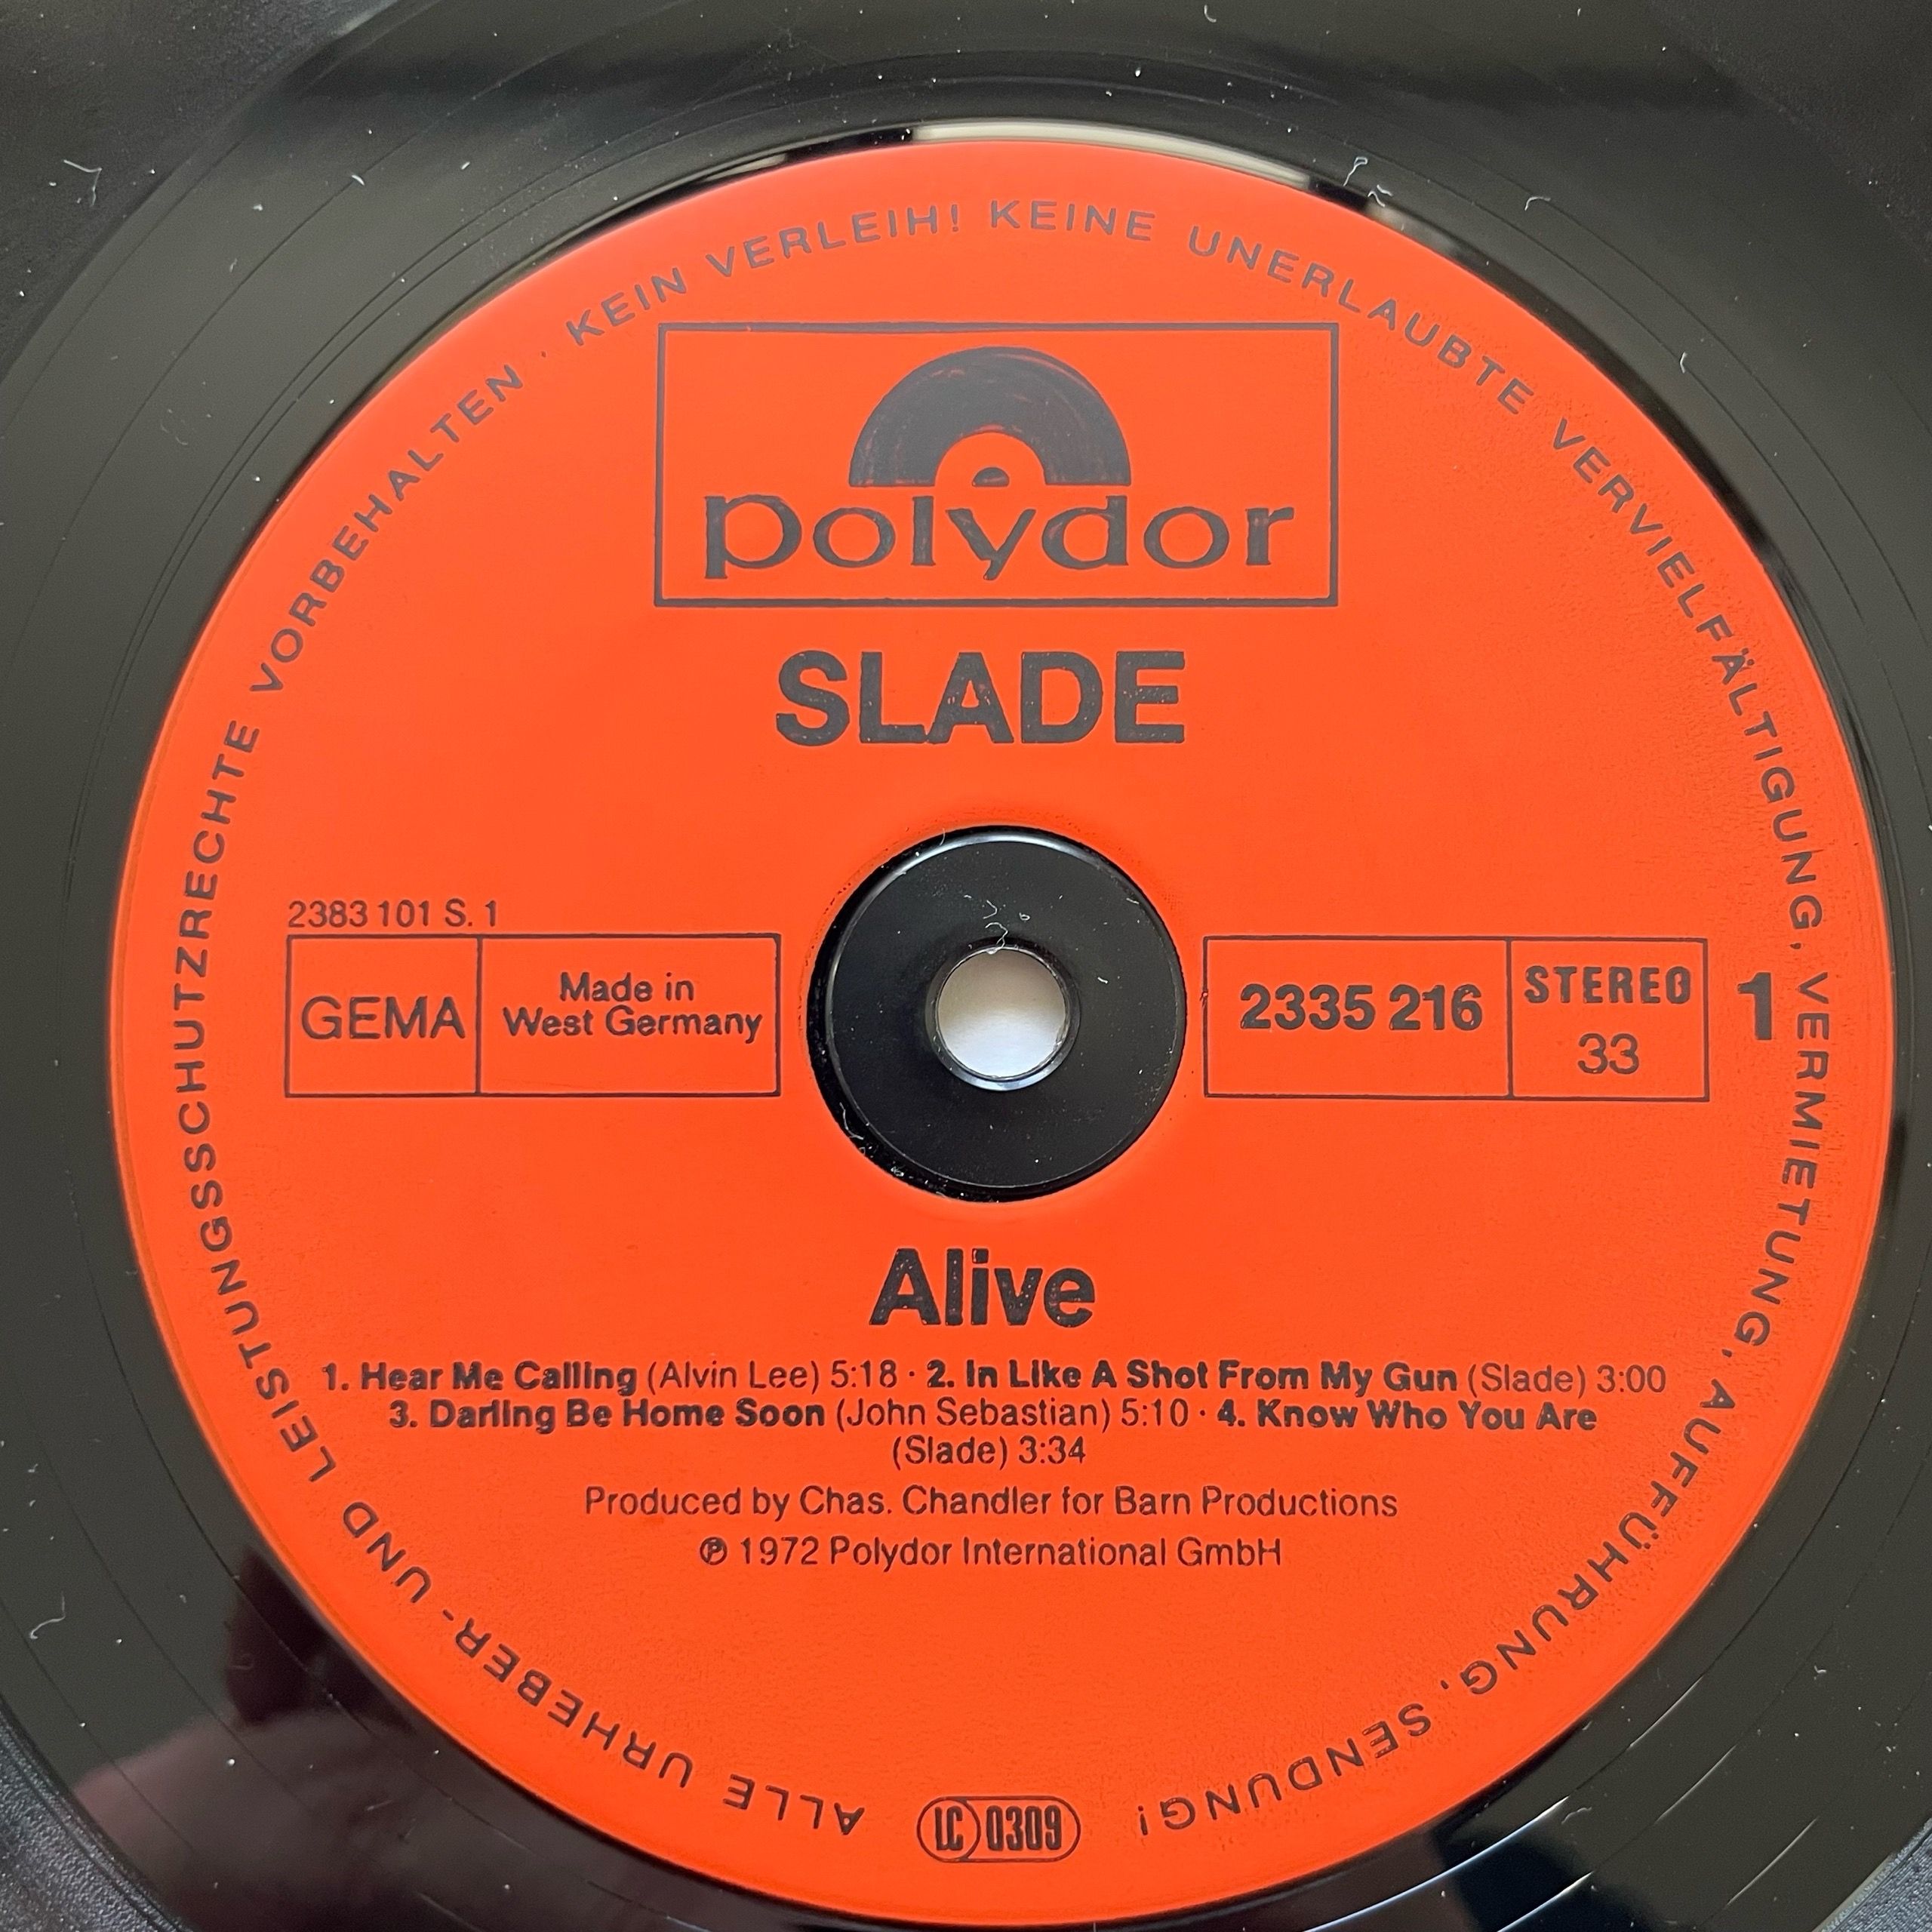 ALLE URHEBER- UND LEISTUNGSSCHUTZRECHTE VORBEHALTEN · KEIN VERLEIH! KEINE UNERLAUBTE VERVIELFÄLTIGUNG, VERMIETUNG, AUFFÜHRUNG, SENDUNG!
polydor
SLADE
2383 101 S. 1
GEMA
Made in
West Germany
2335 216
STEREO
33
1
Alive
1. Hear Me Calling (Alvin Lee) 5:18 · 2. In Like A Shot From My Gun (Slade) 3:00
3. Darling Be Home Soon (John Sebastian) 5:10 · 4. Know Who You Are
(Slade) 3:34
Produced by Chas. Chandler for Barn Productions
℗ 1972 Polydor International GmbH
LC 0309